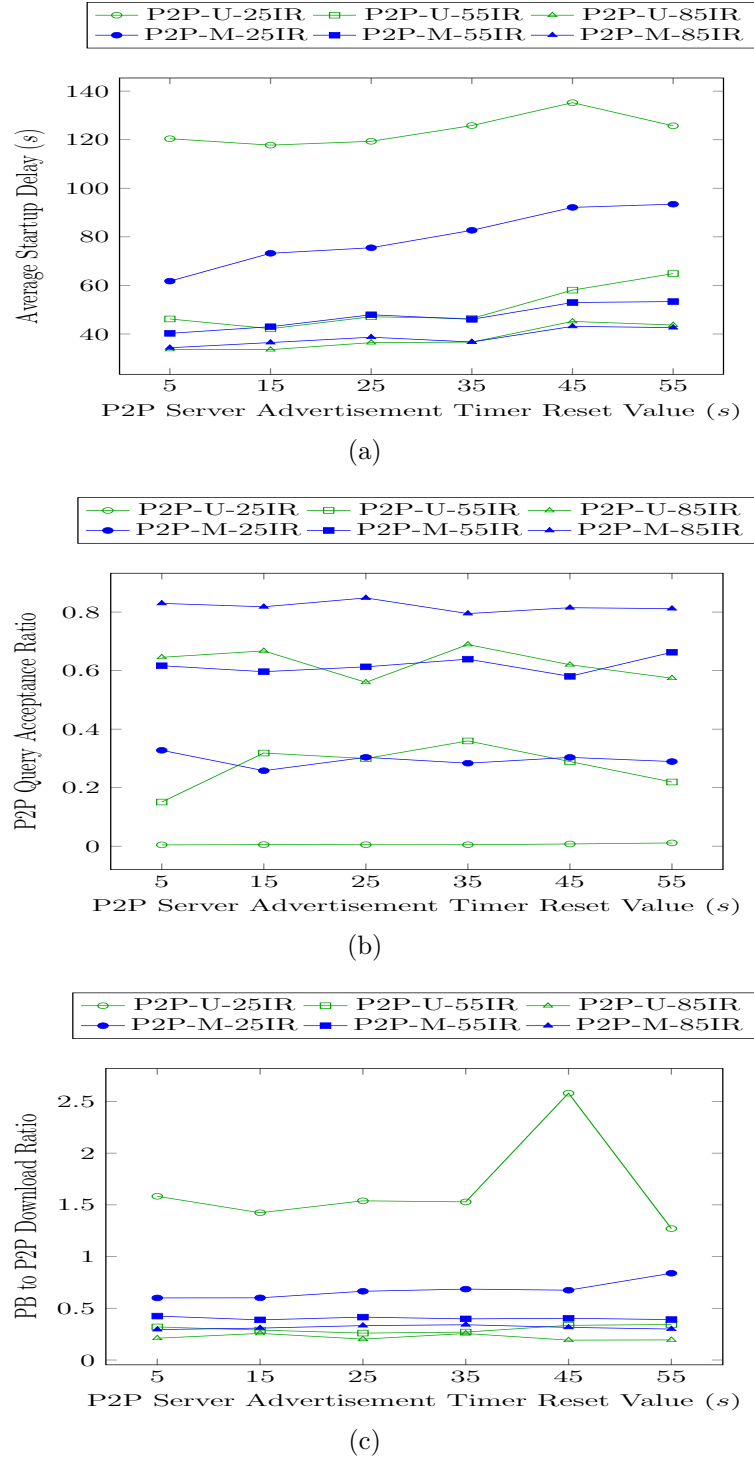 P2P-U-25IR P2P-U-55IR P2P-U-85IR
P2P-M-25IR P2P-M-55IR P2P-M-85IR
140
120
100
80
60
40
Average Startup Delay (s)
5 15 25 35 45 55
P2P Server Advertisement Timer Reset Value (s)
(a)
P2P-U-25IR P2P-U-55IR P2P-U-85IR
P2P-M-25IR P2P-M-55IR P2P-M-85IR
0.8
0.6
0.4
0.2
0
P2P Query Acceptance Ratio
5 15 25 35 45 55
P2P Server Advertisement Timer Reset Value (s)
(b)
P2P-U-25IR P2P-U-55IR P2P-U-85IR
P2P-M-25IR P2P-M-55IR P2P-M-85IR
2.5
2
1.5
1
0.5
0
PB to P2P Download Ratio
5 15 25 35 45 55
P2P Server Advertisement Timer Reset Value (s)
(c)